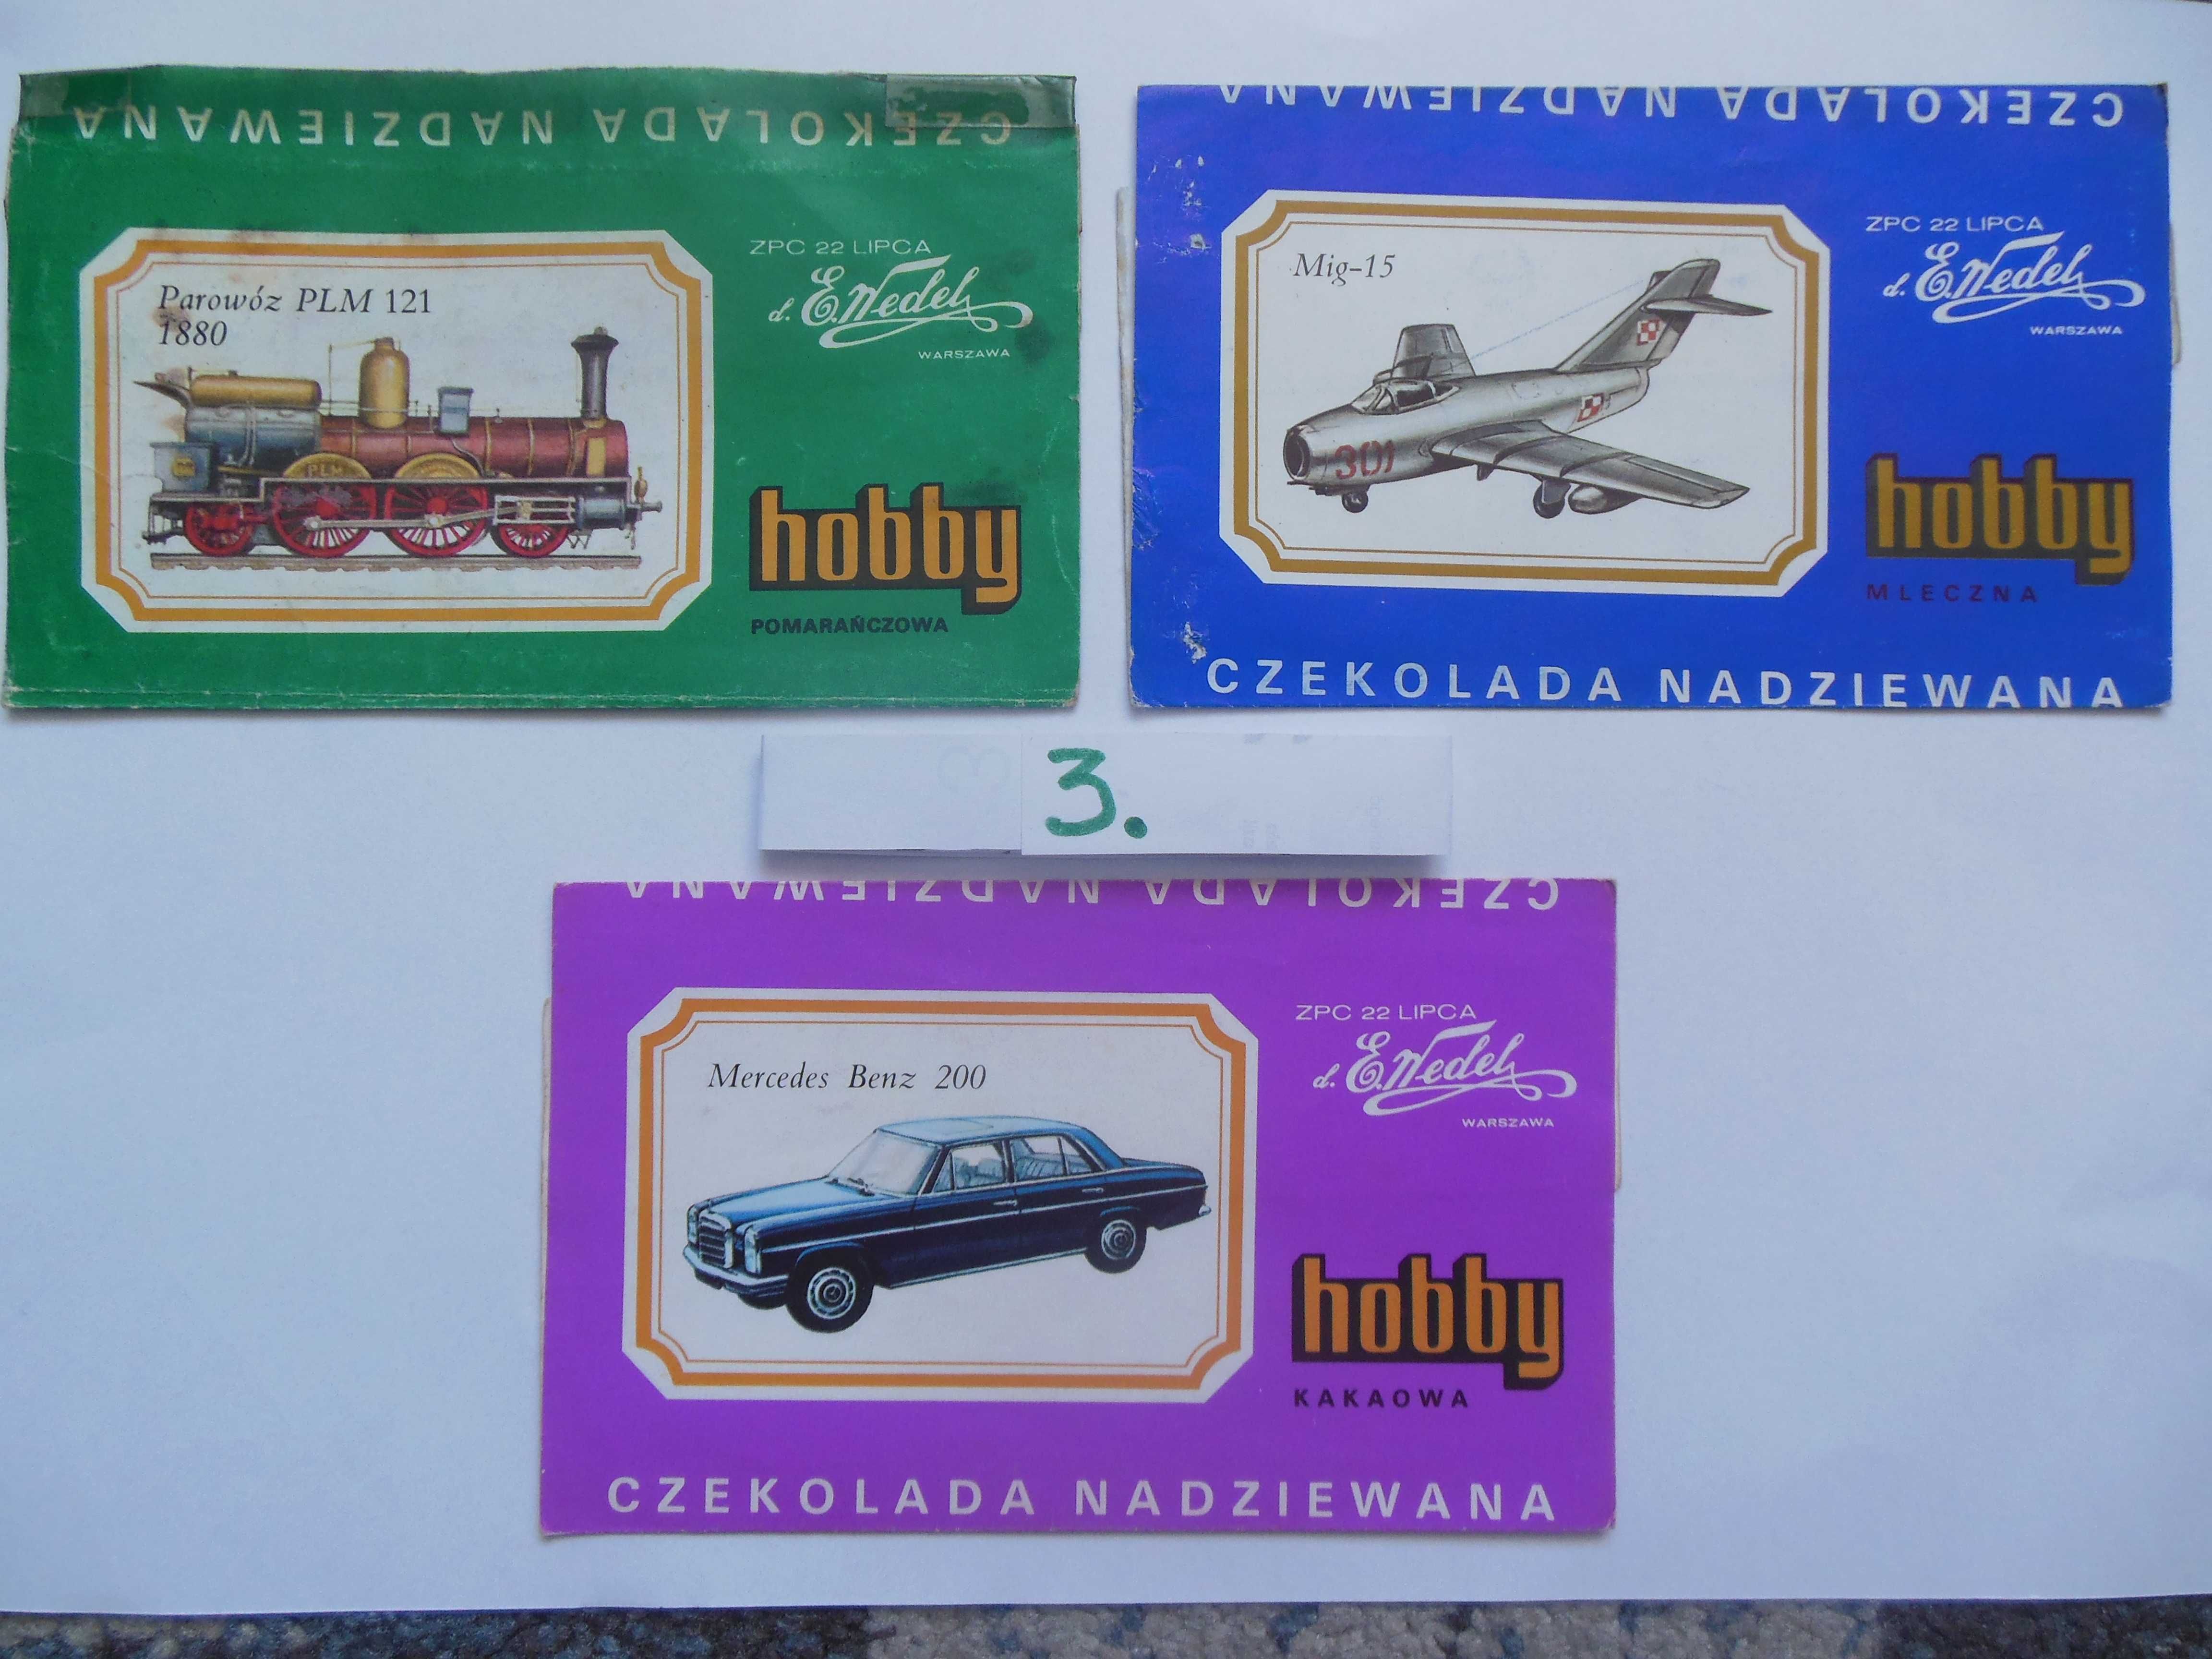 CZEKOLADA NADZIEWANA
Parowóz PLM 121
1880
PLM
ZPC 22 LIPCA
d. E.Wedel
WARSZAWA
hobby
POMARAŃCZOWA
CZEKOLADA NADZIEWANA
Mig-15
301
ZPC 22 LIPCA
d. E.Wedel
WARSZAWA
hobby
MLECZNA
CZEKOLADA NADZIEWANA
3.
CZEKOLADA NADZIEWANA
Mercedes Benz 200
ZPC 22 LIPCA
d. E.Wedel
WARSZAWA
hobby
KAKAOWA
CZEKOLADA NADZIEWANA